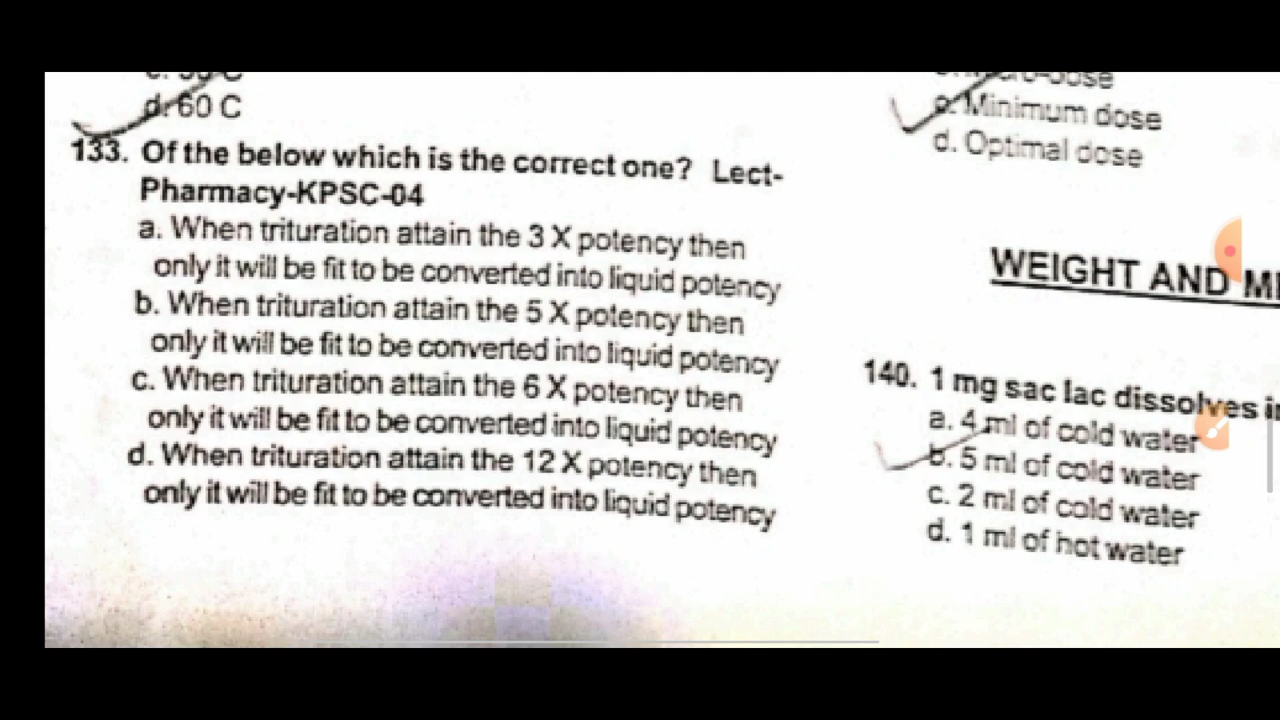 d. 60 C
133. Of the below which is the correct one? Lect-
Pharmacy-KPSC-04
a. When trituration attain the 3 X potency then
only it will be fit to be converted into liquid potency
b. When trituration attain the 5 X potency then
only it will be fit to be converted into liquid potency
c. When trituration attain the 6 X potency then
only it will be fit to be converted into liquid potency
d. When trituration attain the 12 X potency then
only it will be fit to be converted into liquid potency
c. Minimum dose
d. Optimal dose
WEIGHT AND
140. 1 mg sac lac dissolves
a. 4 ml of cold water
b. 5 ml of cold water
c. 2 ml of cold water
d. 1 ml of hot water